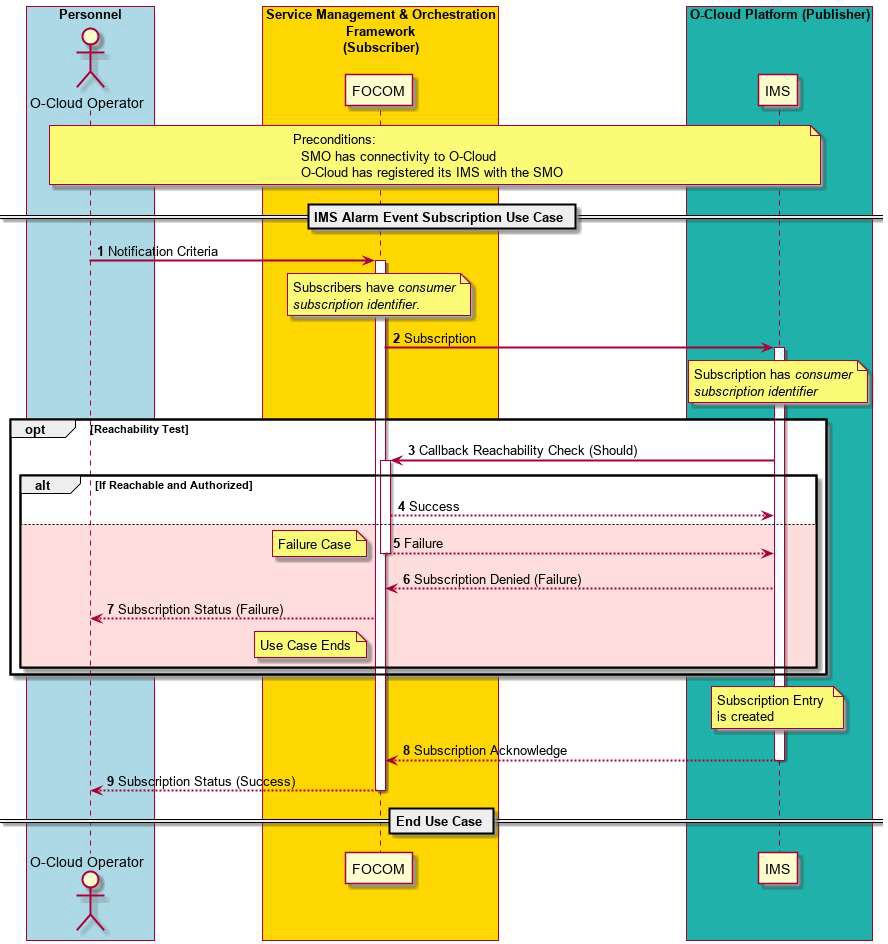 Personnel
Service Management & Orchestration
Framework
(Subscriber)
O-Cloud Platform (Publisher)
O-Cloud Operator
FOCOM
IMS
Preconditions:
SMO has connectivity to O-Cloud
O-Cloud has registered its IMS with the SMO
IMS Alarm Event Subscription Use Case
1 Notification Criteria
Subscribers have consumer
subscription identifier.
2 Subscription
Subscription has consumer
subscription identifier
opt [Reachability Test]
3 Callback Reachability Check (Should)
alt [If Reachable and Authorized]
4 Success
Failure Case
5 Failure
6 Subscription Denied (Failure)
7 Subscription Status (Failure)
Use Case Ends
Subscription Entry
is created
8 Subscription Acknowledge
9 Subscription Status (Success)
End Use Case
O-Cloud Operator
FOCOM
IMS